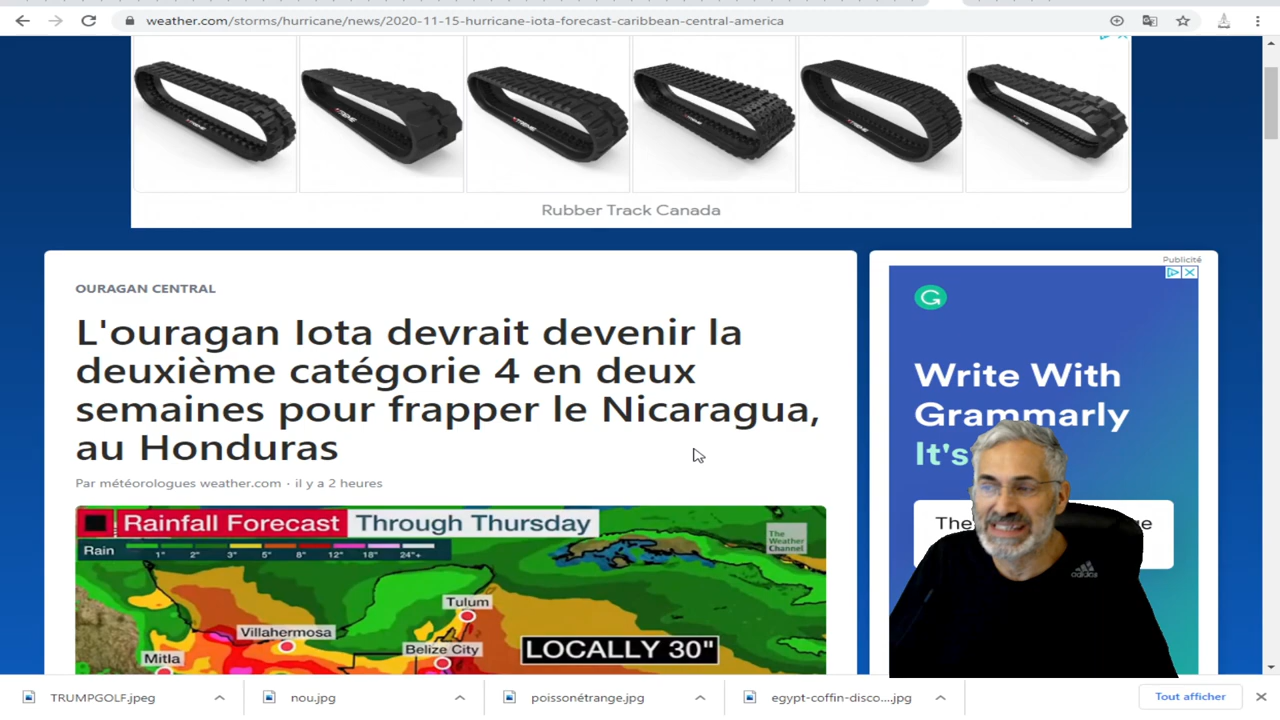 weather.com/storms/hurricane/news/2020-11-15-hurricane-iota-forecast-caribbean-central-america
Rubber Track Canada
Publicité
OURAGAN CENTRAL
L'ouragan Iota devrait devenir la
deuxième catégorie 4 en deux
semaines pour frapper le Nicaragua,
au Honduras
Par météorologues weather.com · il y a 2 heures
Write With
Grammarly
It's
The
Rainfall Forecast Through Thursday
The
Weather
Channel
Rain 1" 2" 3" 5" 8" 12" 18" 24"+
Tulum
Villahermosa
Belize City
LOCALLY 30"
Mitla
adidas
TRUMPGOLF.jpeg
nou.jpg
poissonétrange.jpg
egypt-coffin-disco....jpg
Tout afficher